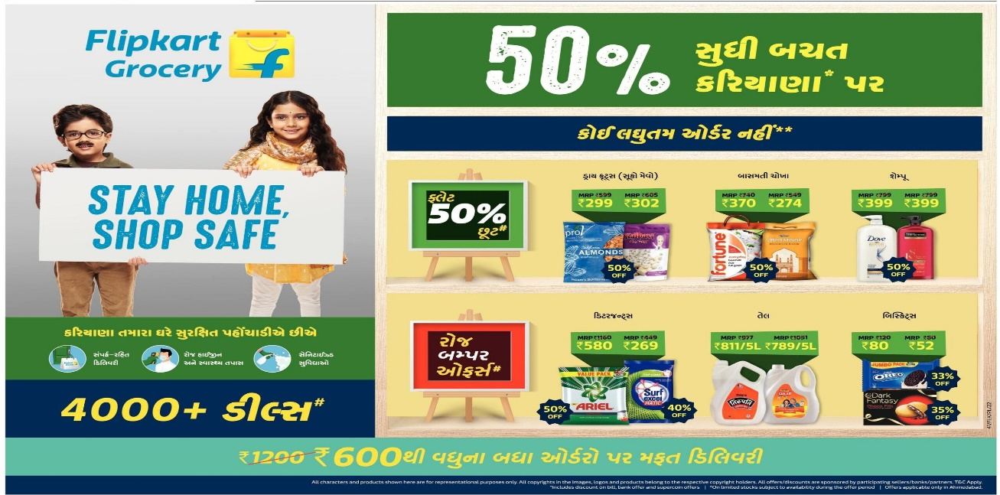 Flipkart
Grocery
STAY HOME,
SHOP SAFE
કરિયાણા તમારા ઘરે સુરક્ષિત પહોંચાડીએ છીએ
સંપર્ક-રહિત
ડિલિવરી
રોજ હાઈજીન
અને સ્વાસ્થ્ય તપાસ
સેનિટાઈઝ્ડ
સુવિધાઓ
4000+ ડીલ્સ#
50% સુધી બચત
કરિયાણા* પર
કોઈ લઘુતમ ઓર્ડર નહીં**
ફ્લેટ
50%
છૂટ#
ડ્રાય ફ્રૂટ્સ (સૂકો મેવો)
MRP ₹599 MRP ₹605
₹299 ₹302
ALMONDS
50%
OFF
બાસમતી ચોખા
MRP ₹740 MRP ₹549
₹370 ₹274
fortune
50%
OFF
શેમ્પૂ
MRP ₹799 MRP ₹799
₹399 ₹399
Dove
50%
OFF
રોજ
બમ્પર
ઓફર્સ#
ડિટરજન્ટ્સ
MRP ₹1160 MRP ₹449
₹580 ₹269
VALUE PACK
ARIEL
Surf
excel
MATIC
50%
OFF
40%
OFF
તેલ
MRP ₹977 MRP ₹1051
₹811/5L ₹789/5L
બિસ્કિટ્સ
MRP ₹120 MRP ₹80
₹80 ₹52
JUMBO PACK
OREO
33%
OFF
Dark
Fantasy
Choco Fills
35%
OFF
₹1200 ₹600થી વધુના બધા ઓર્ડરો પર મફત ડિલિવરી
All characters and products shown here are for representational purposes only. All copyrights in the images, logos and products belong to the respective copyright holders. All offers/discounts are sponsored by participating sellers/banks/partners. T&C Apply.
*Includes discount on bill, bank offer and supercoin offers | #On limited stocks subject to availability during the offer period | Offers applicable only in Ahmedabad.